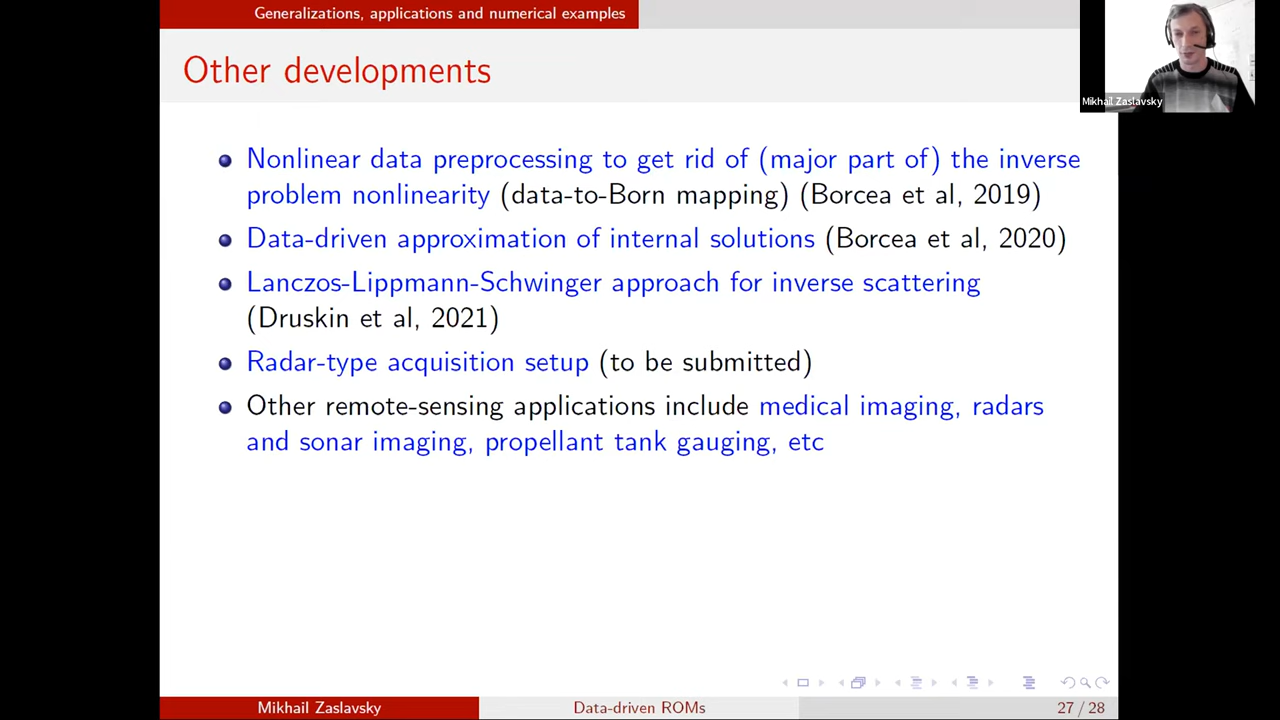 Generalizations, applications and numerical examples
Other developments
Mikhail Zaslavsky
Nonlinear data preprocessing to get rid of (major part of) the inverse
problem nonlinearity (data-to-Born mapping) (Borcea et al, 2019)
Data-driven approximation of internal solutions (Borcea et al, 2020)
Lanczos-Lippmann-Schwinger approach for inverse scattering
(Druskin et al, 2021)
Radar-type acquisition setup (to be submitted)
Other remote-sensing applications include medical imaging, radars
and sonar imaging, propellant tank gauging, etc
Mikhail Zaslavsky
Data-driven ROMs
27 / 28